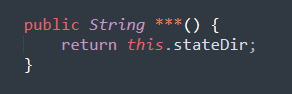 public String ***() {
    return this.stateDir;
}